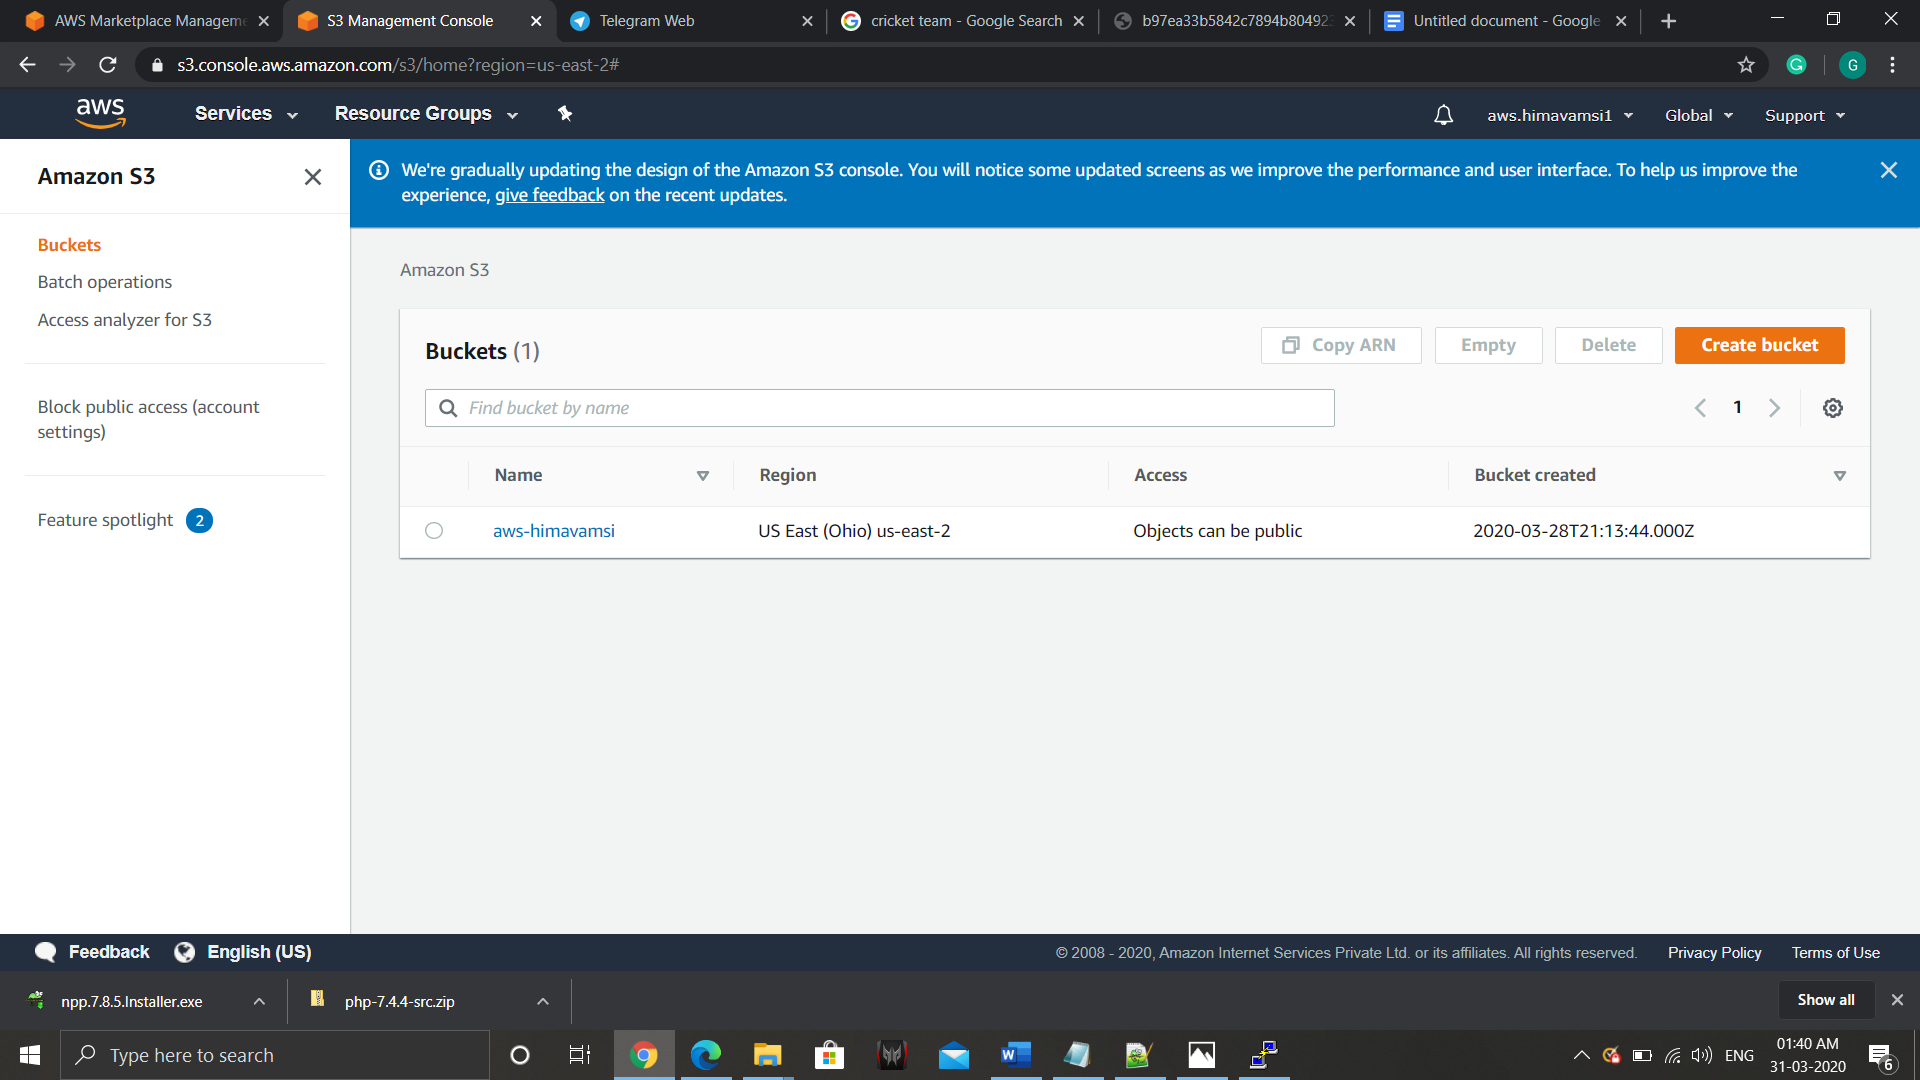 AWS Marketplace Manageme
S3 Management Console
Telegram Web
cricket team - Google Search
b97ea33b5842c7894b80492
Untitled document - Google
s3.console.aws.amazon.com/s3/home?region=us-east-2#
G
aws
Services
Resource Groups
aws.himavamsi1
Global
Support
Amazon S3
We're gradually updating the design of the Amazon S3 console. You will notice some updated screens as we improve the performance and user interface. To help us improve the
experience, give feedback on the recent updates.
Buckets
Batch operations
Access analyzer for S3
Block public access (account
settings)
Feature spotlight 2
Amazon S3
Buckets (1)
Copy ARN
Empty
Delete
Create bucket
Find bucket by name
1
Name Region Access Bucket created
aws-himavamsi US East (Ohio) us-east-2 Objects can be public 2020-03-28T21:13:44.000Z
Feedback
English (US)
© 2008 - 2020, Amazon Internet Services Private Ltd. or its affiliates. All rights reserved.
Privacy Policy
Terms of Use
npp.7.8.5.Installer.exe
php-7.4.4-src.zip
Show all
Type here to search
W
ENG
01:40 AM
31-03-2020
6